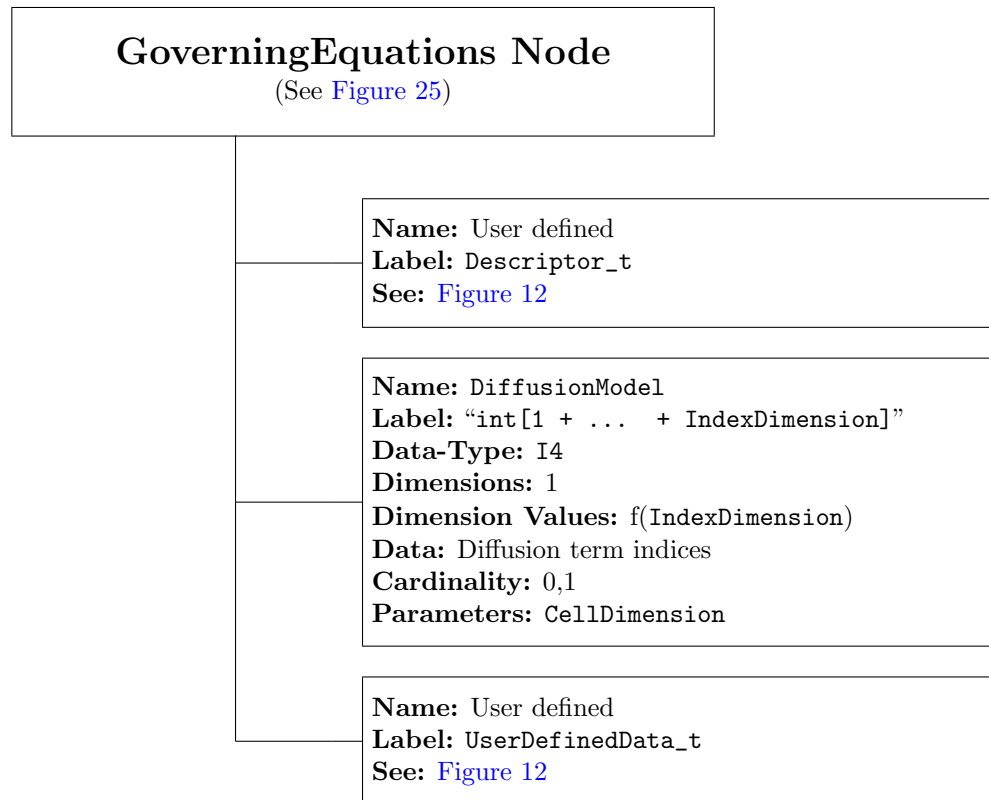 GoverningEquations Node
(See Figure 25)
Name: User defined
Label: Descriptor_t
See: Figure 12
Name: DiffusionModel
Label: “int[1 + ... + IndexDimension]”
Data-Type: I4
Dimensions: 1
Dimension Values: f(IndexDimension)
Data: Diffusion term indices
Cardinality: 0,1
Parameters: CellDimension
Name: User defined
Label: UserDefinedData_t
See: Figure 12